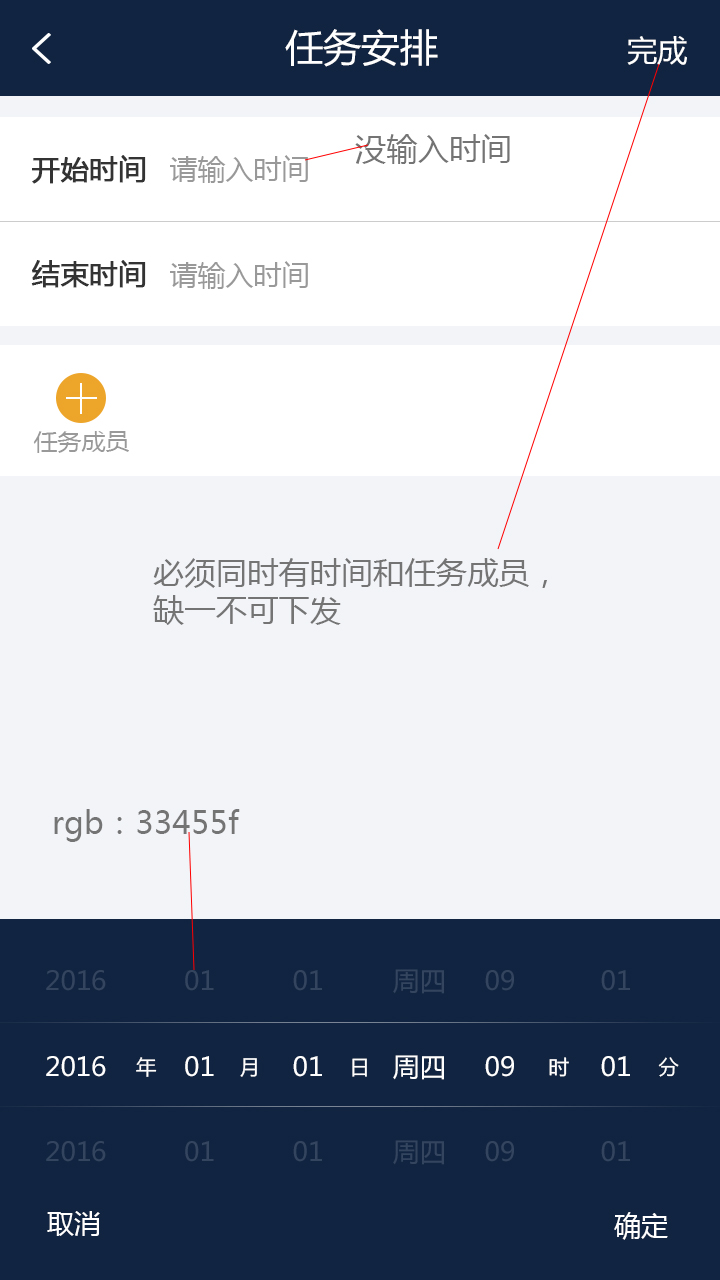 任务安排 完成
没输入时间
开始时间 请输入时间
结束时间 请输入时间
任务成员
必须同时有时间和任务成员，
缺一不可下发
rgb：33455f
2016 01 01 周四 09 01
2016 年 01 月 01 日 周四 09 时 01 分
2016 01 01 周四 09 01
取消 确定